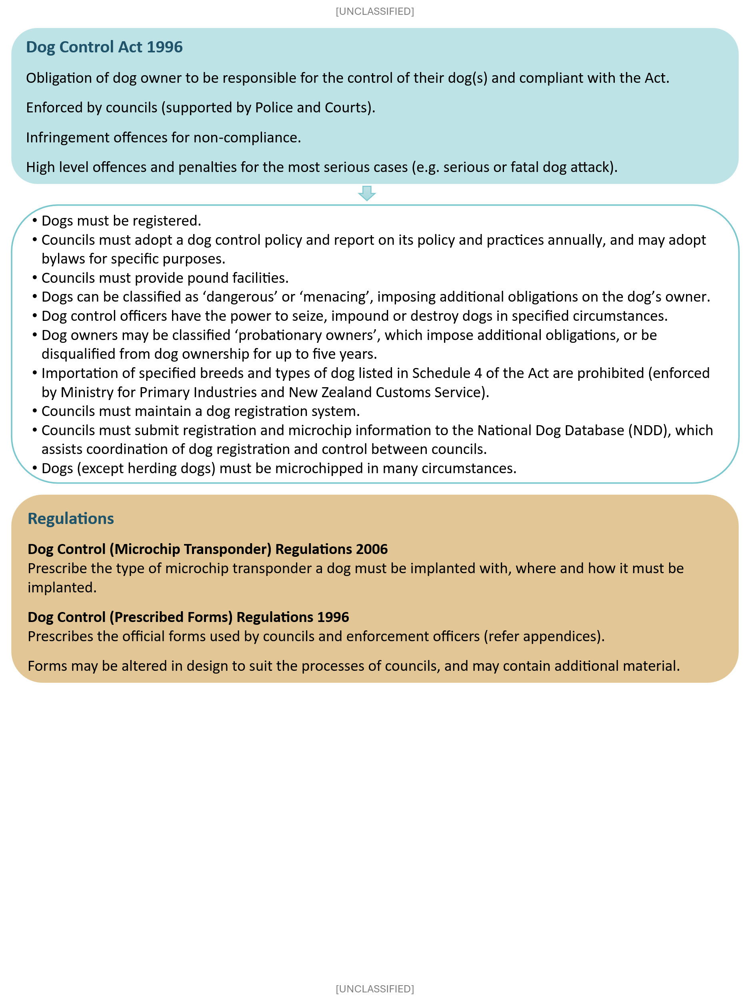 [UNCLASSIFIED]
Dog Control Act 1996
Obligation of dog owner to be responsible for the control of their dog(s) and compliant with the Act.
Enforced by councils (supported by Police and Courts).
Infringement offences for non-compliance.
High level offences and penalties for the most serious cases (e.g. serious or fatal dog attack).
• Dogs must be registered.
• Councils must adopt a dog control policy and report on its policy and practices annually, and may adopt
bylaws for specific purposes.
• Councils must provide pound facilities.
• Dogs can be classified as ‘dangerous’ or ‘menacing’, imposing additional obligations on the dog’s owner.
• Dog control officers have the power to seize, impound or destroy dogs in specified circumstances.
• Dog owners may be classified ‘probationary owners’, which impose additional obligations, or be
disqualified from dog ownership for up to five years.
• Importation of specified breeds and types of dog listed in Schedule 4 of the Act are prohibited (enforced
by Ministry for Primary Industries and New Zealand Customs Service).
• Councils must maintain a dog registration system.
• Councils must submit registration and microchip information to the National Dog Database (NDD), which
assists coordination of dog registration and control between councils.
• Dogs (except herding dogs) must be microchipped in many circumstances.
Regulations
Dog Control (Microchip Transponder) Regulations 2006
Prescribe the type of microchip transponder a dog must be implanted with, where and how it must be
implanted.
Dog Control (Prescribed Forms) Regulations 1996
Prescribes the official forms used by councils and enforcement officers (refer appendices).
Forms may be altered in design to suit the processes of councils, and may contain additional material.
[UNCLASSIFIED]